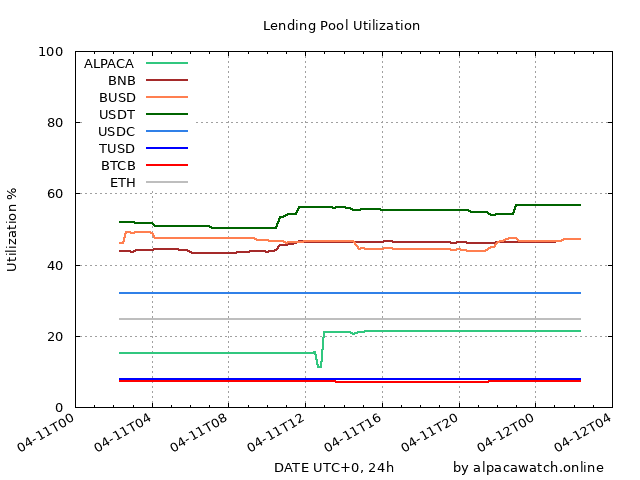 Lending Pool Utilization
100
80
60
40
20
0
Utilization %
ALPACA
BNB
BUSD
USDT
USDC
TUSD
BTCB
ETH
04-11T00
04-11T04
04-11T08
04-11T12
04-11T16
04-11T20
04-12T00
04-12T04
DATE UTC+0, 24h
by alpacawatch.online